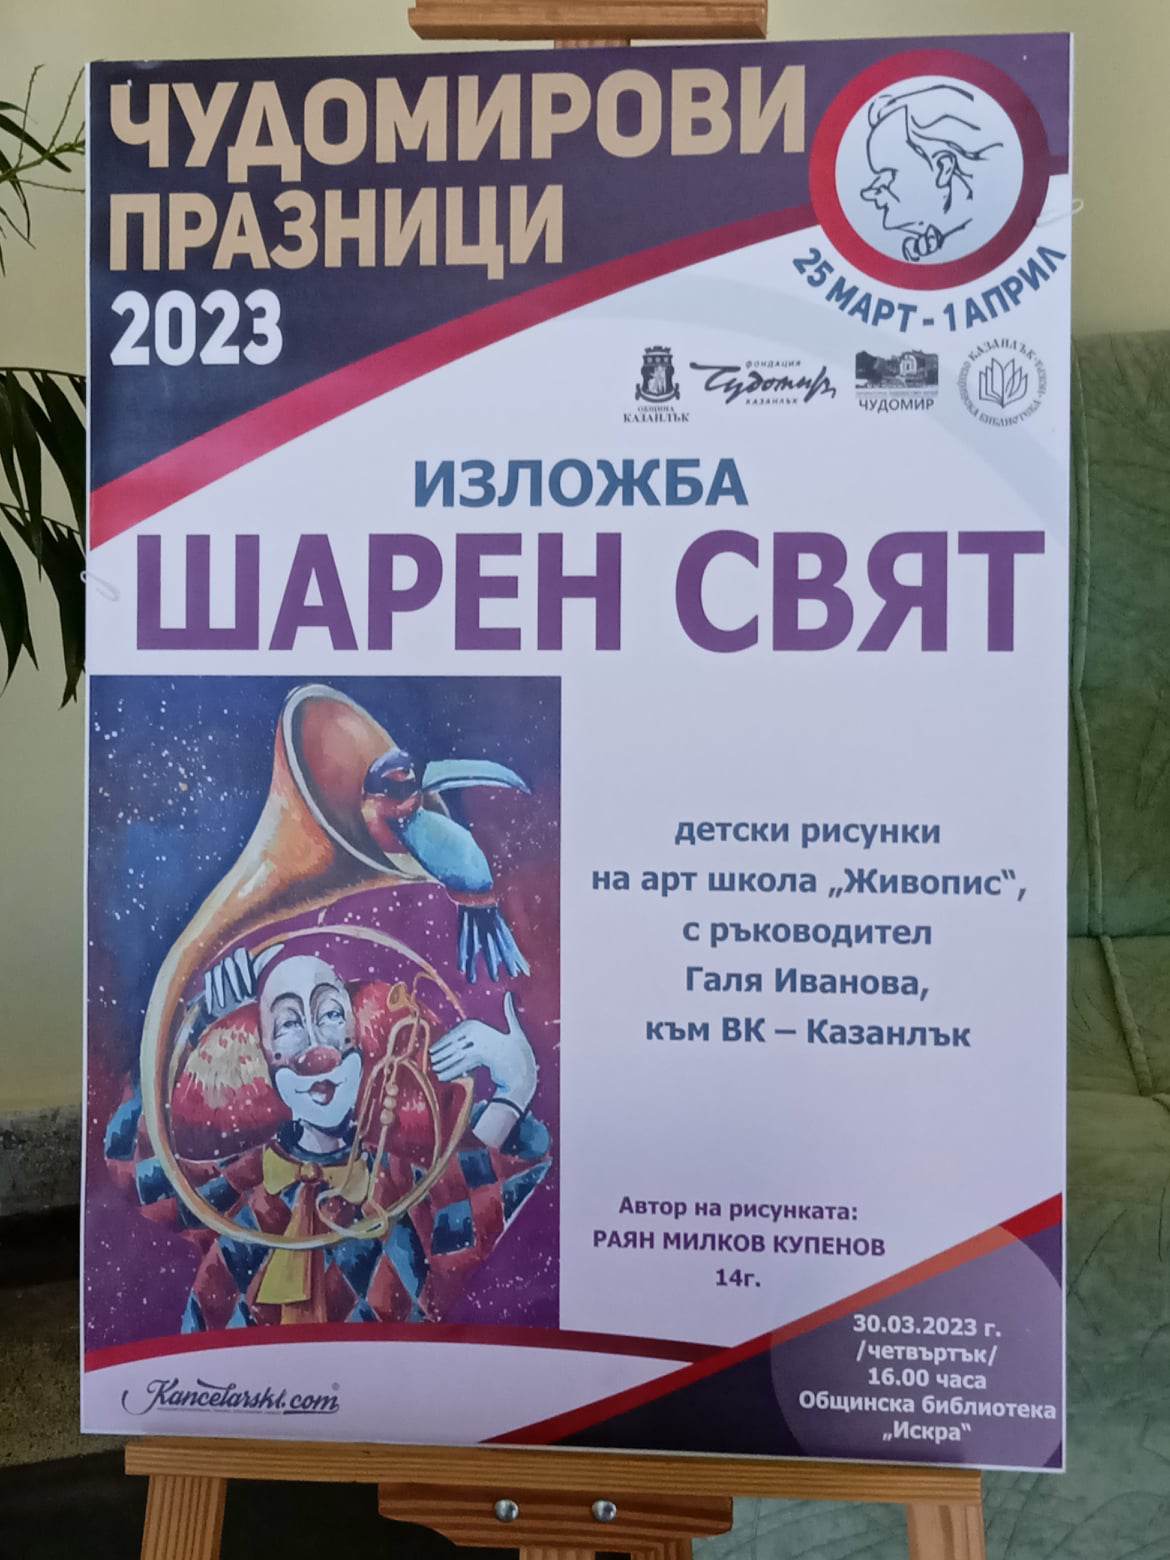 ЧУДОМИРОВИ
ПРАЗНИЦИ
2023
25 МАРТ - 1 АПРИЛ
ОБЩИНА
КАЗАНЛЪК
ФОНДАЦИЯ
Чудомир
КАЗАНЛЪК
ЧУДОМИР
ИЗЛОЖБА
ШАРЕН СВЯТ
детски рисунки
на арт школа „Живопис“,
с ръководител
Галя Иванова,
към ВК – Казанлък
Автор на рисунката:
РАЯН МИЛКОВ КУПЕНОВ
14г.
30.03.2023 г.
/четвъртък/
16.00 часа
Общинска библиотека
„Искра“
Kancelarski.com